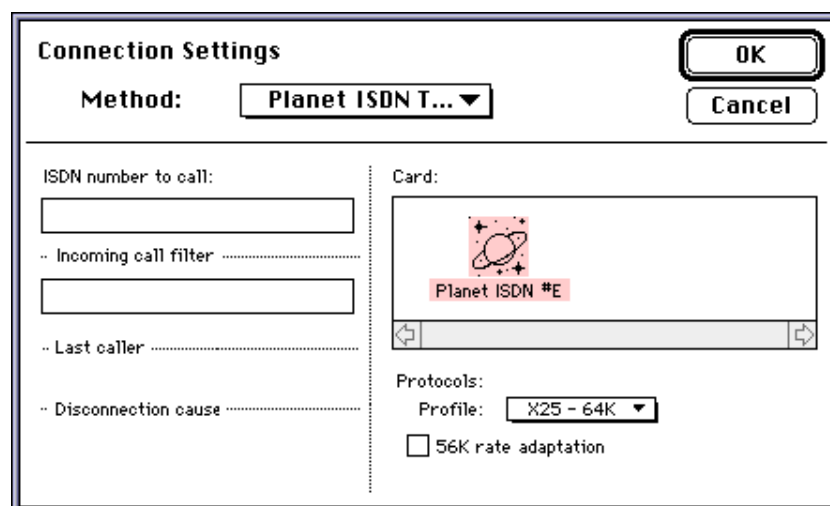 Connection Settings
OK
Method: Planet ISDN T...
Cancel
ISDN number to call:
Incoming call filter
Last caller
Disconnection cause
Card:
Planet ISDN #E
Protocols:
Profile: X25 - 64K
56K rate adaptation